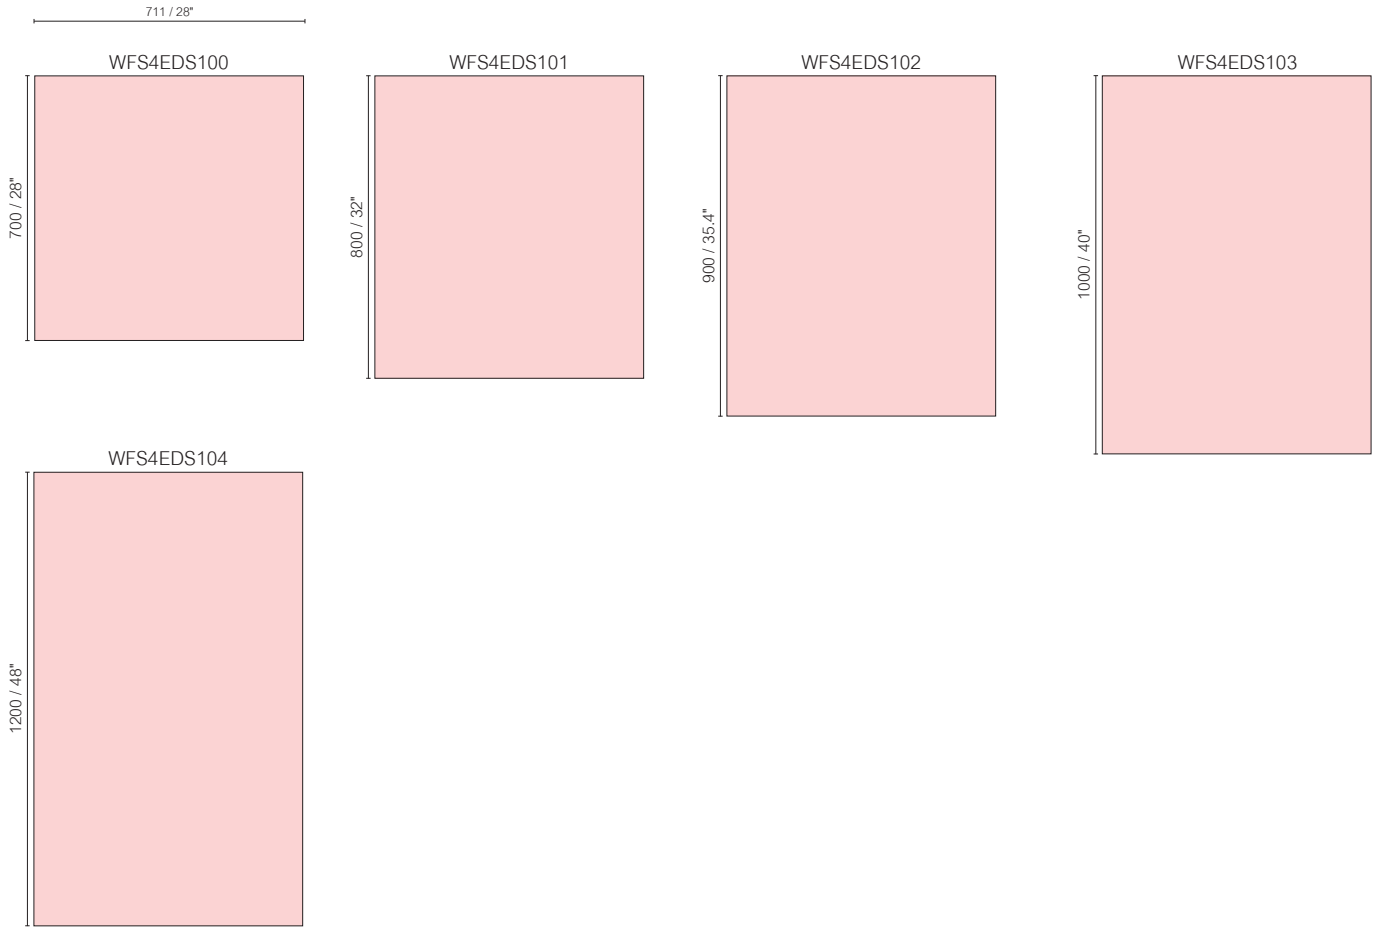 711 / 28"
WFS4EDS100
WFS4EDS101
WFS4EDS102
WFS4EDS103
700 / 28"
800 / 32"
900 / 35.4"
1000 / 40"
WFS4EDS104
1200 / 48"